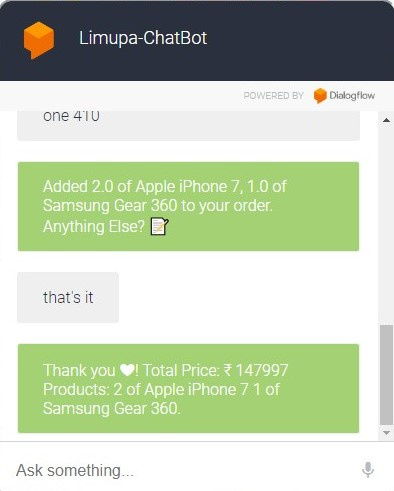 Limupa-ChatBot
POWERED BY Dialogflow
one 410
Added 2.0 of Apple iPhone 7, 1.0 of
Samsung Gear 360 to your order.
Anything Else? 📝
that's it
Thank you ❤! Total Price: ₹ 147997
Products: 2 of Apple iPhone 7 1 of
Samsung Gear 360.
Ask something...